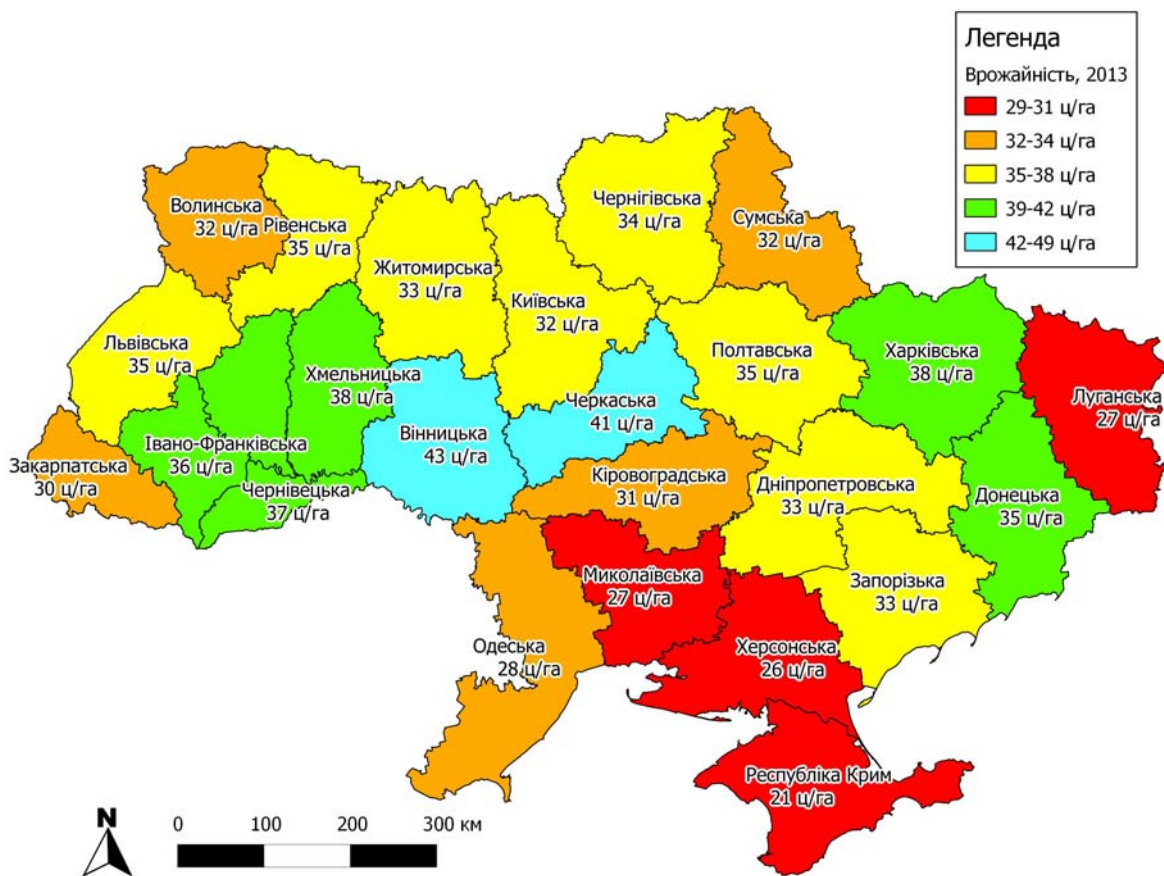 Легенда
Врожайність, 2013
29-31 ц/га
32-34 ц/га
35-38 ц/га
39-42 ц/га
42-49 ц/га
Волинська
32 ц/га
Рівенська
35 ц/га
Житомирська
33 ц/га
Київська
32 ц/га
Чернігівська
34 ц/га
Сумська
32 ц/га
Львівська
35 ц/га
Хмельницька
38 ц/га
Черкаська
41 ц/га
Полтавська
35 ц/га
Харківська
38 ц/га
Луганська
27 ц/га
Закарпатська
30 ц/га
Івано-Франківська
36 ц/га
Чернівецька
37 ц/га
Вінницька
43 ц/га
Кіровоградська
31 ц/га
Дніпропетровська
33 ц/га
Донецька
35 ц/га
Одеська
28 ц/га
Миколаївська
27 ц/га
Запорізька
33 ц/га
Херсонська
26 ц/га
Республіка Крим
21 ц/га
N
0 100 200 300 км